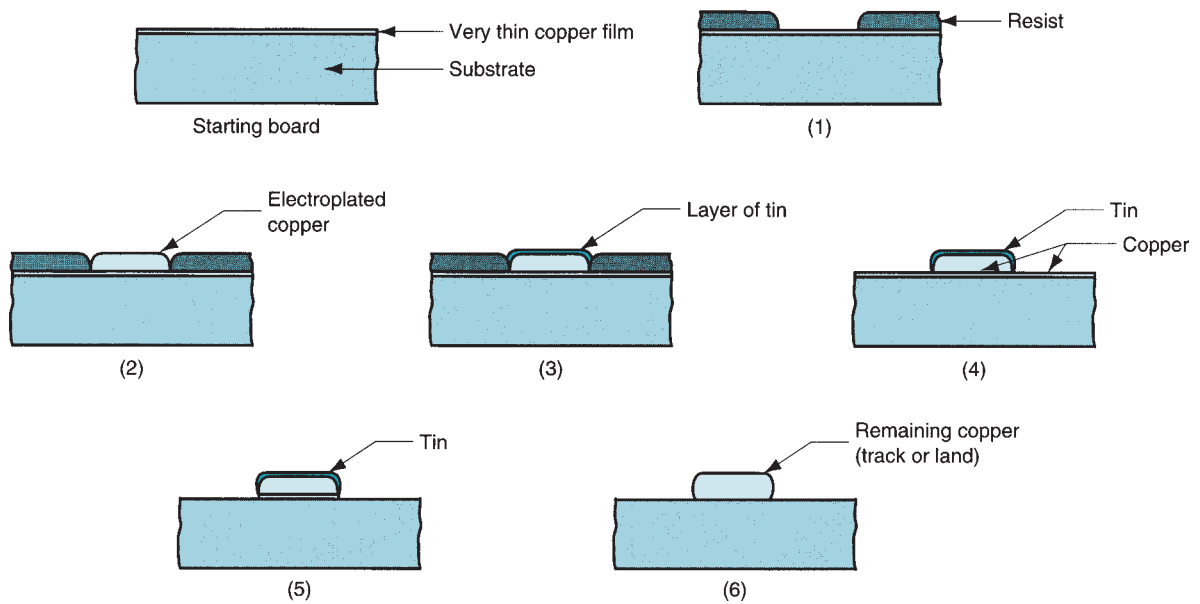 Very thin copper film
Substrate
Starting board
Resist
(1)
Electroplated
copper
(2)
Layer of tin
(3)
Tin
Copper
(4)
Tin
(5)
Remaining copper
(track or land)
(6)